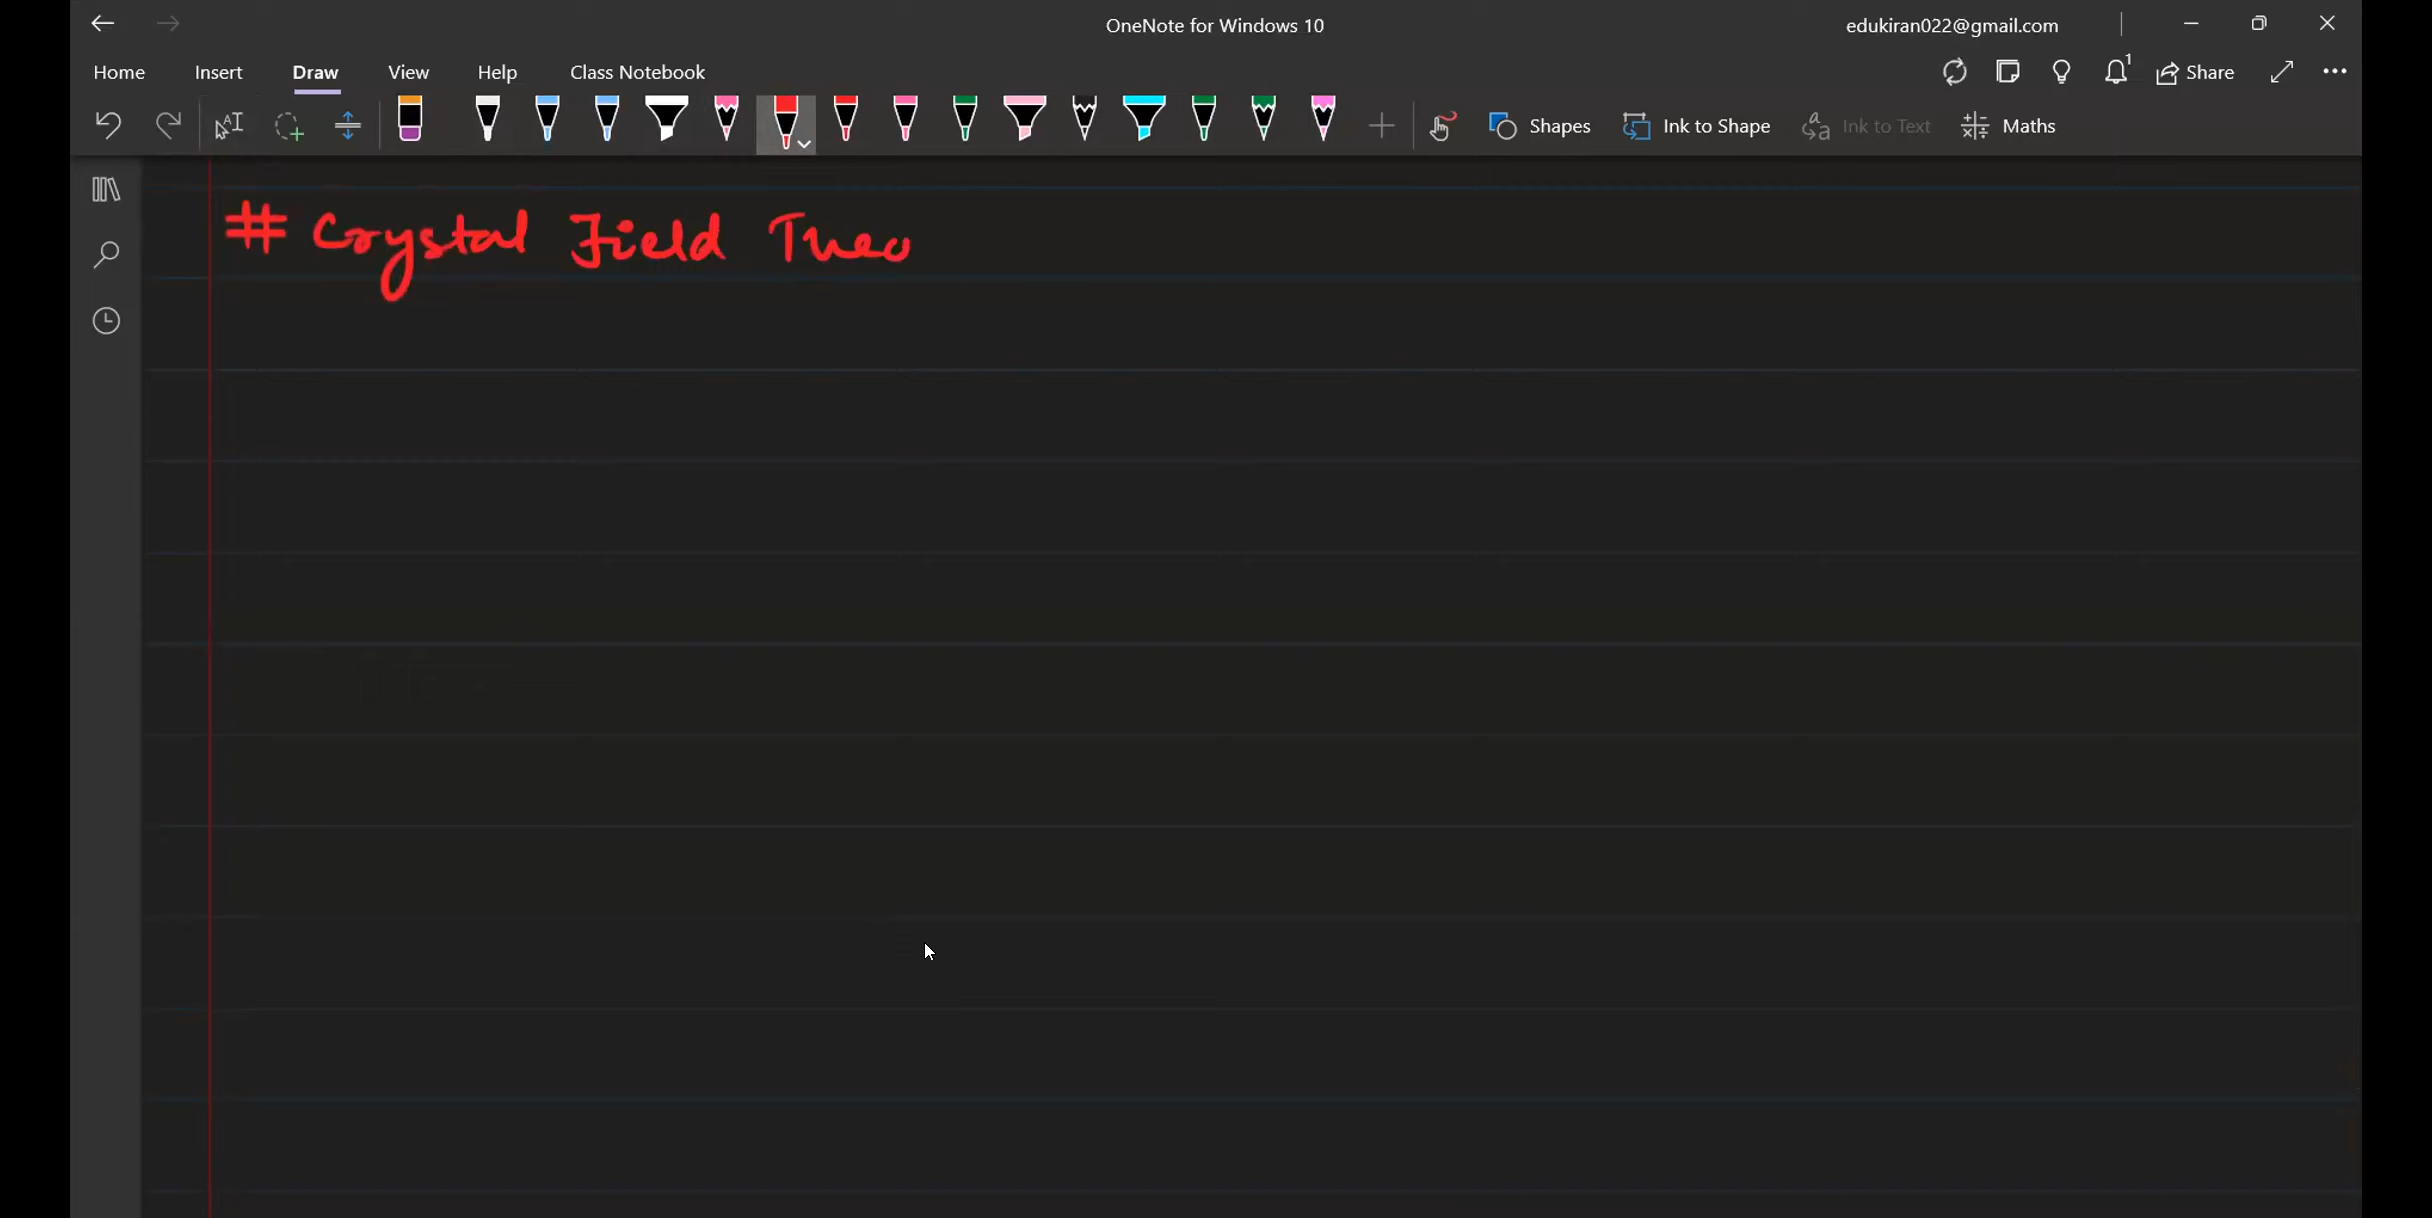 OneNote for Windows 10
edukiran022@gmail.com
Home Insert Draw View Help Class Notebook
1
Share
Shapes Ink to Shape Ink to Text Maths
# Crystal Field Theo